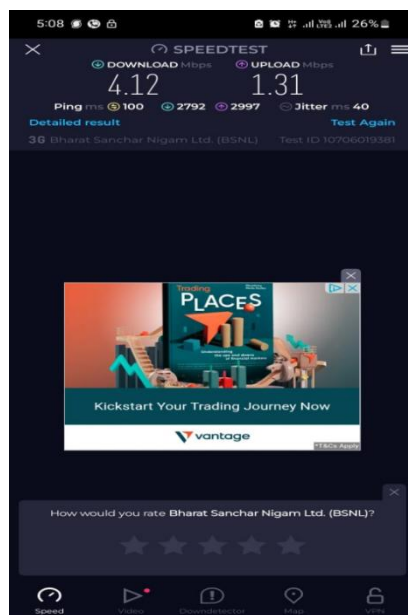 5:08 26%
SPEEDTEST
DOWNLOAD Mbps UPLOAD Mbps
4.12 1.31
Ping ms 100 2792 2997 Jitter ms 40
Detailed result Test Again
3G Bharat Sanchar Nigam Ltd. (BSNL) Test ID 10706019381
Trading
PLACES
Kickstart Your Trading Journey Now
vantage
*T&Cs Apply
How would you rate Bharat Sanchar Nigam Ltd. (BSNL)?
Speed Video Downdetector Map VPN